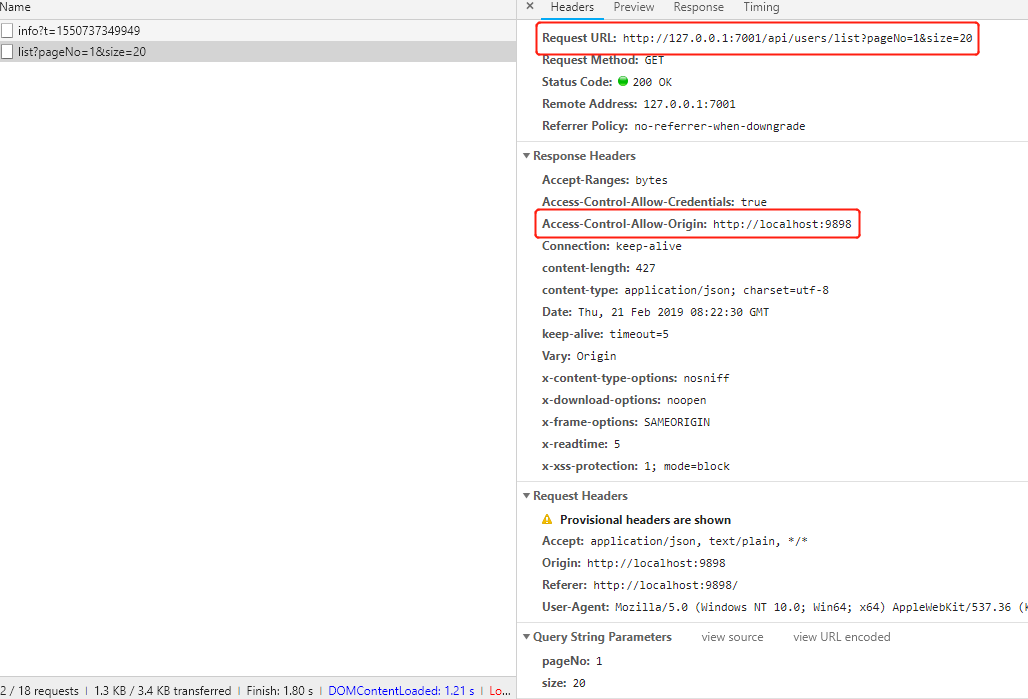 Name
info?t=1550737349949
list?pageNo=1&size=20
2 / 18 requests | 1.3 KB / 3.4 KB transferred | Finish: 1.80 s | DOMContentLoaded: 1.21 s | Lo...
× Headers Preview Response Timing
Request URL: http://127.0.0.1:7001/api/users/list?pageNo=1&size=20
Request Method: GET
Status Code: 200 OK
Remote Address: 127.0.0.1:7001
Referrer Policy: no-referrer-when-downgrade
Response Headers
Accept-Ranges: bytes
Access-Control-Allow-Credentials: true
Access-Control-Allow-Origin: http://localhost:9898
Connection: keep-alive
content-length: 427
content-type: application/json; charset=utf-8
Date: Thu, 21 Feb 2019 08:22:30 GMT
keep-alive: timeout=5
Vary: Origin
x-content-type-options: nosniff
x-download-options: noopen
x-frame-options: SAMEORIGIN
x-readtime: 5
x-xss-protection: 1; mode=block
Request Headers
Provisional headers are shown
Accept: application/json, text/plain, */*
Origin: http://localhost:9898
Referer: http://localhost:9898/
User-Agent: Mozilla/5.0 (Windows NT 10.0; Win64; x64) AppleWebKit/537.36 (K
Query String Parameters view source view URL encoded
pageNo: 1
size: 20